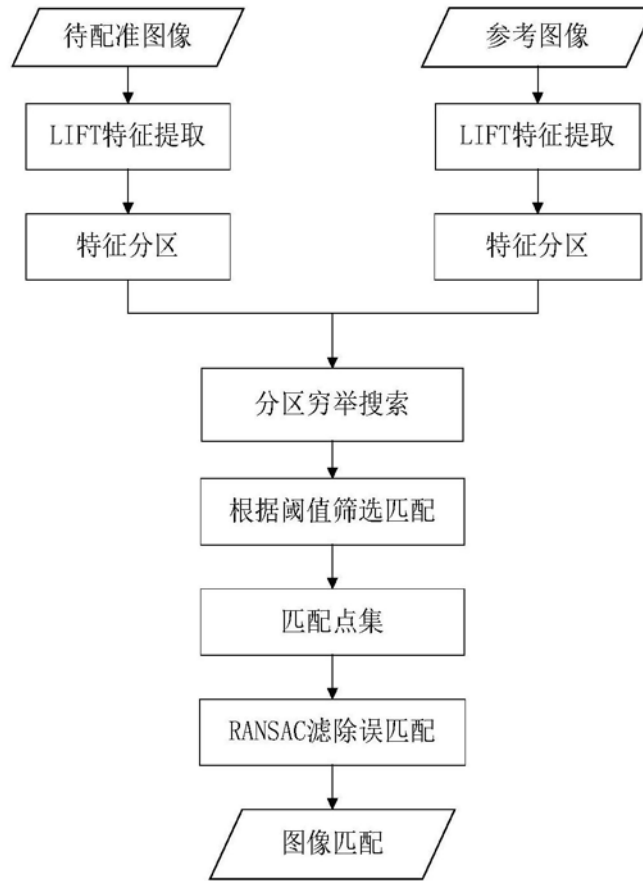 待配准图像
参考图像
LIFT特征提取
LIFT特征提取
特征分区
特征分区
分区穷举搜索
根据阈值筛选匹配
匹配点集
RANSAC滤除误匹配
图像匹配